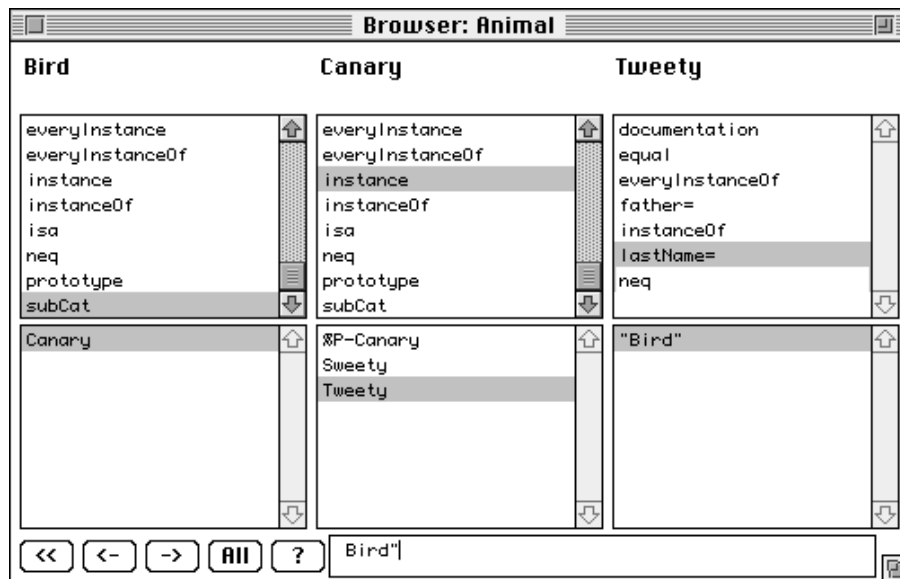 Browser: Animal
Bird
Canary
Tweety
everyInstance
everyInstanceOf
instance
instanceOf
isa
neq
prototype
subCat
everyInstance
everyInstanceOf
instance
instanceOf
isa
neq
prototype
subCat
documentation
equal
everyInstanceOf
father=
instanceOf
lastName=
neq
Canary
%P-Canary
Sweety
Tweety
"Bird"
<< <- -> All ? Bird"